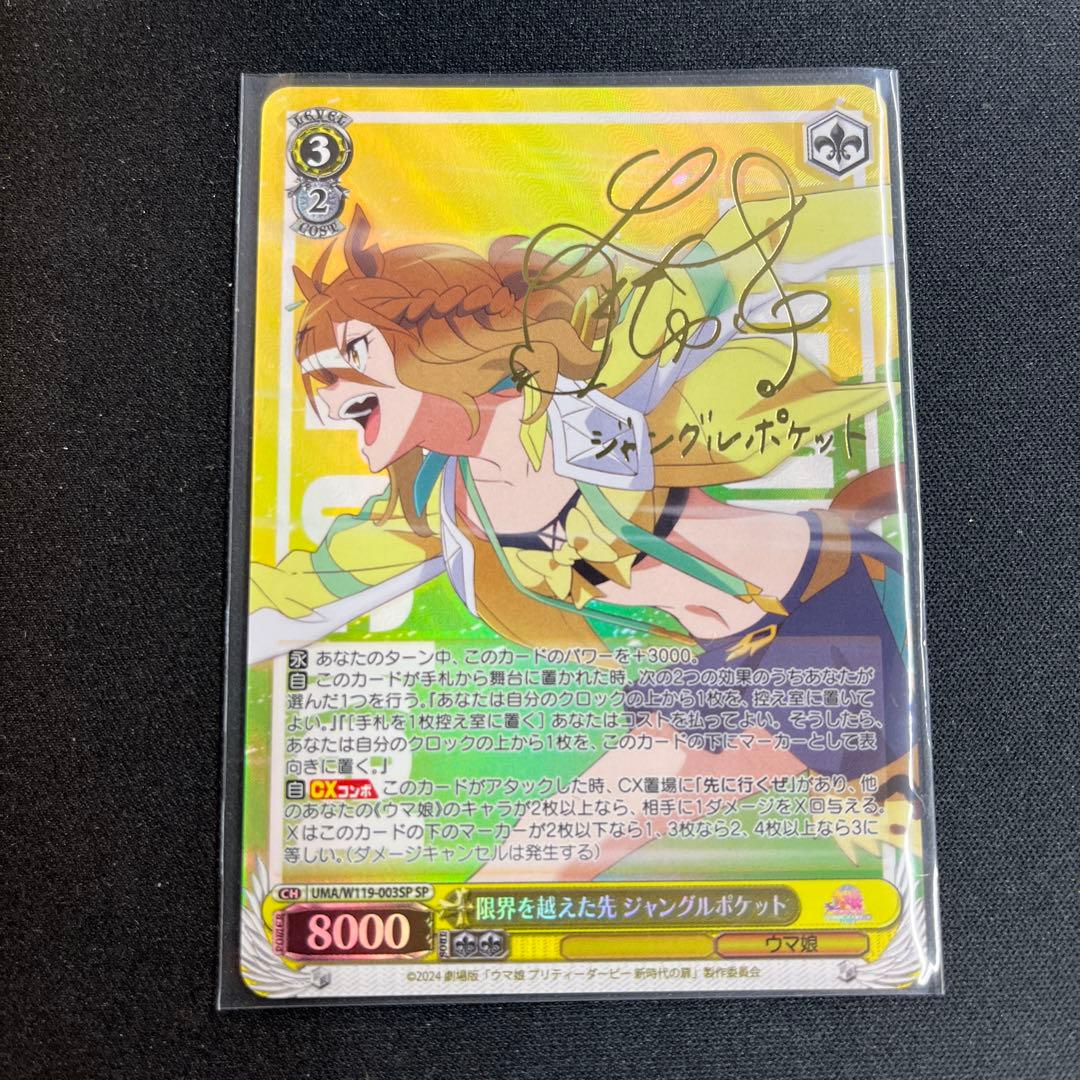 LEVEL
3
2
COST
ジャングルポケット
永 あなたのターン中、このカードのパワーを+3000。
自 このカードが手札から舞台に置かれた時、次の2つの効果のうちあなたが
選んだ1つを行う。「あなたは自分のクロックの上から1枚を、控え室に置いて
よい。」「[手札を1枚控え室に置く] あなたはコストを払ってよい。そうしたら、
あなたは自分のクロックの上から1枚を、このカードの下にマーカーとして表
向きに置く。」
自 CXコンボ このカードがアタックした時、CX置場に「先に行くぜ」があり、他
のあなたの《ウマ娘》のキャラが2枚以上なら、相手に1ダメージをX回与える。
Xはこのカードの下のマーカーが2枚以下なら1、3枚なら2、4枚以上なら3に
等しい。（ダメージキャンセルは発生する）
CH UMA/W119-003SP SP
限界を越えた先 ジャングルポケット
POWER
8000
SOUL
ウマ娘
©2024 劇場版「ウマ娘 プリティーダービー 新時代の扉」製作委員会